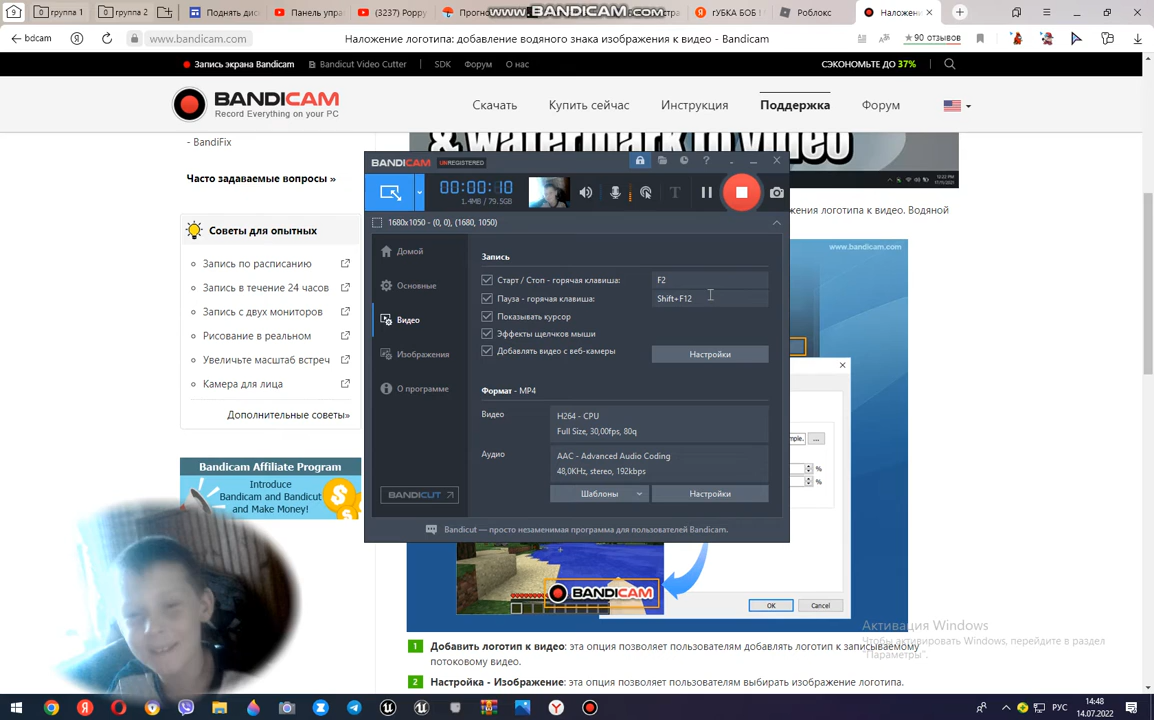 группа 1
группа 2
Поднять дис
Панель управ
(3237) Poppy
Прогно
www.BANDICAM.com
гУБКА БОБ
Роблокс
Наложени
bdcam
www.bandicam.com
Наложение логотипа: добавление водяного знака изображения к видео - Bandicam
★ 90 отзывов
Запись экрана Bandicam
Bandicut Video Cutter
SDK
Форум
О нас
СЭКОНОМЬТЕ ДО 37%
BANDICAM
Record Everything on your PC
Скачать
Купить сейчас
Инструкция
Поддержка
Форум
- BandiFix
& watermark to video
Часто задаваемые вопросы »
Советы для опытных
Запись по расписанию
Запись в течение 24 часов
Запись с двух мониторов
Рисование в реальном
Увеличьте масштаб встреч
Камера для лица
Дополнительные советы»
Bandicam Affiliate Program
Introduce
Bandicam and Bandicut
and Make Money!
BANDICAM UNREGISTERED
00:00:10
1.4MB / 79.5GB
1680x1050 - (0, 0), (1680, 1050)
Домой
Основные
Видео
Изображения
О программе
BANDICUT
Запись
Старт / Стоп - горячая клавиша:
F2
Пауза - горячая клавиша:
Shift+F12
Показывать курсор
Эффекты щелчков мыши
Добавлять видео с веб-камеры
Настройки
Формат - MP4
Видео
H264 - CPU
Full Size, 30,00fps, 80q
Аудио
AAC - Advanced Audio Coding
48,0KHz, stereo, 192kbps
Шаблоны
Настройки
Bandicut — просто незаменимая программа для пользователей Bandicam.
жения логотипа к видео. Водяной
www.bandicam.com
mple.
...
%
%
BANDICAM
OK
Cancel
1 Добавить логотип к видео: эта опция позволяет пользователям добавлять логотип к записываемому
потоковому видео.
2 Настройка - Изображение: эта опция позволяет пользователям выбирать изображение логотипа.
Активация Windows
Чтобы активировать Windows, перейдите в раздел
"Параметры".
РУС
14:48
14.07.2022